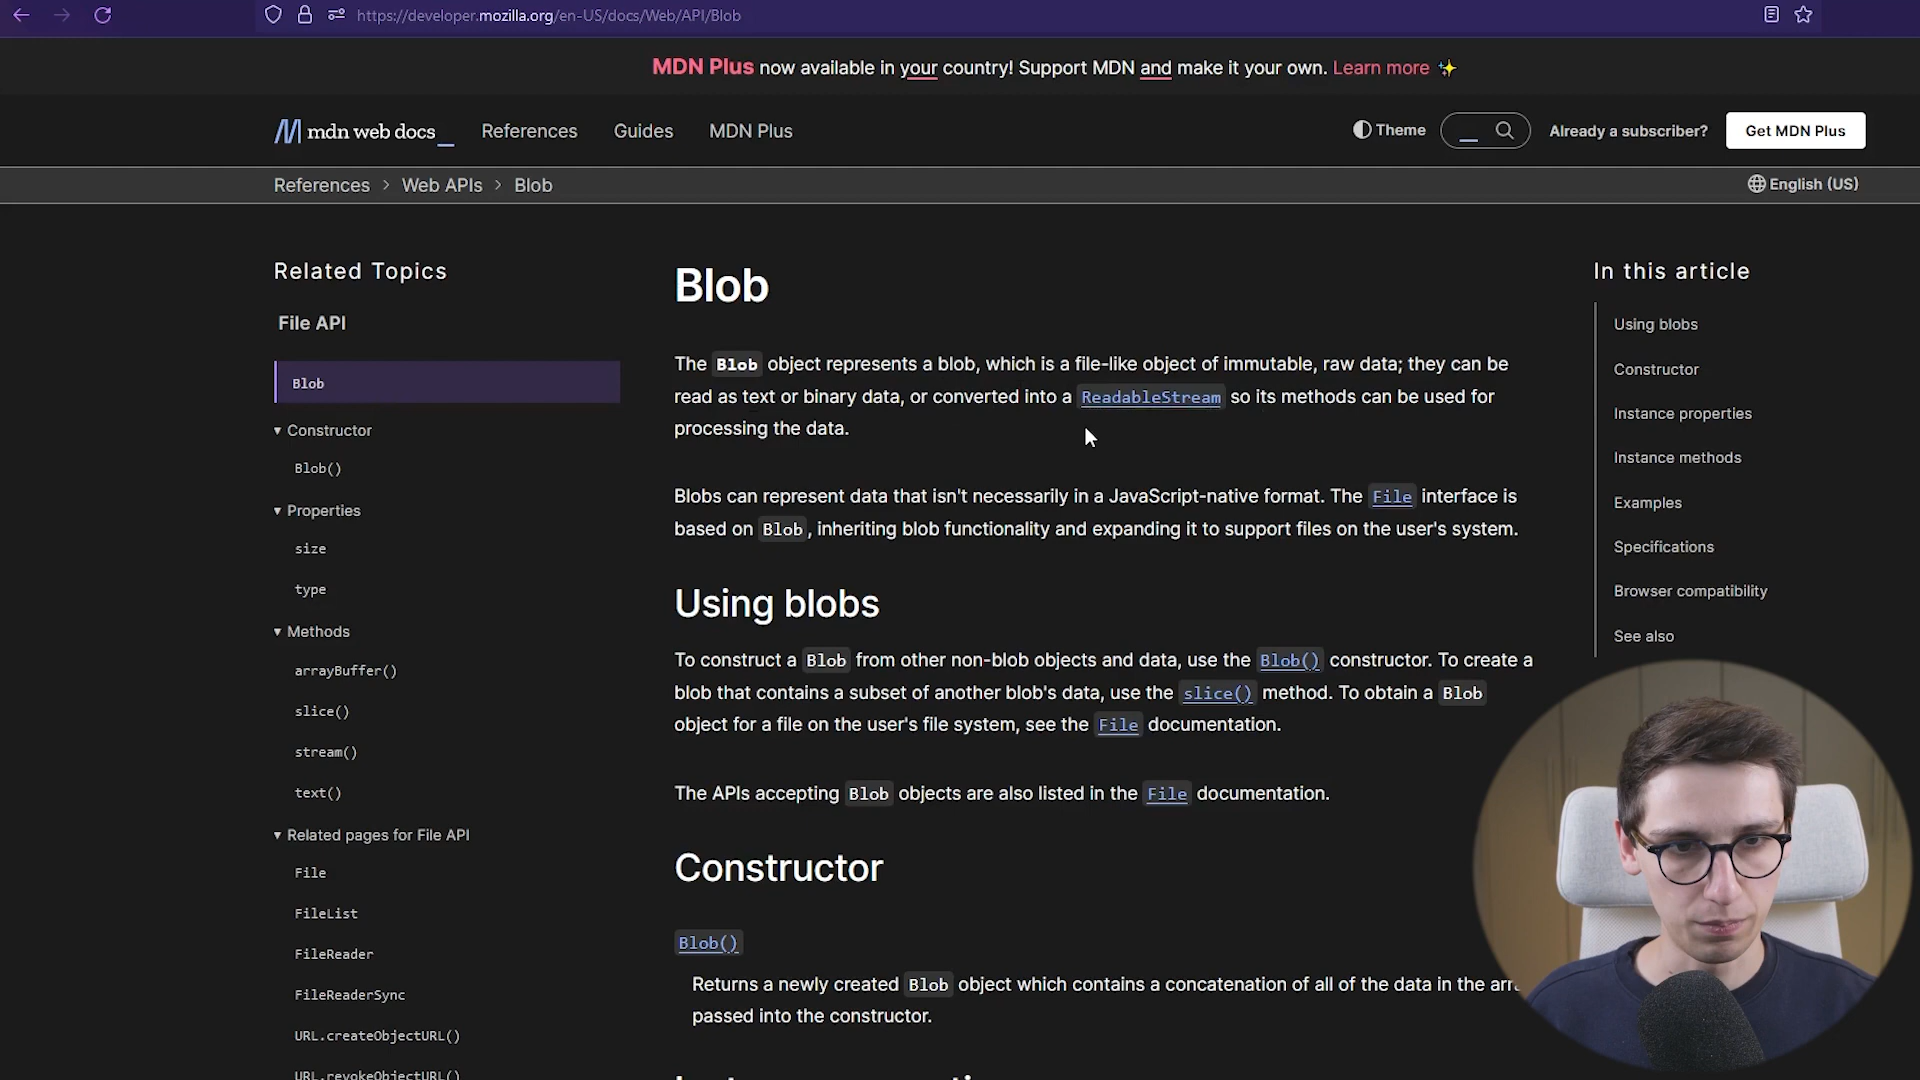 https://developer.mozilla.org/en-US/docs/Web/API/Blob
MDN Plus now available in your country! Support MDN and make it your own. Learn more ✨
mdn web docs_
References
Guides
MDN Plus
Theme
Already a subscriber?
Get MDN Plus
References > Web APIs > Blob
English (US)
Related Topics
File API
Blob
Constructor
Blob()
Properties
size
type
Methods
arrayBuffer()
slice()
stream()
text()
Related pages for File API
File
FileList
FileReader
FileReaderSync
URL.createObjectURL()
URL.revokeObjectURL()
Blob
The Blob object represents a blob, which is a file-like object of immutable, raw data; they can be
read as text or binary data, or converted into a ReadableStream so its methods can be used for
processing the data.
Blobs can represent data that isn't necessarily in a JavaScript-native format. The File interface is
based on Blob, inheriting blob functionality and expanding it to support files on the user's system.
Using blobs
To construct a Blob from other non-blob objects and data, use the Blob() constructor. To create a
blob that contains a subset of another blob's data, use the slice() method. To obtain a Blob
object for a file on the user's file system, see the File documentation.
The APIs accepting Blob objects are also listed in the File documentation.
Constructor
Blob()
Returns a newly created Blob object which contains a concatenation of all of the data in the
passed into the constructor.
In this article
Using blobs
Constructor
Instance properties
Instance methods
Examples
Specifications
Browser compatibility
See also